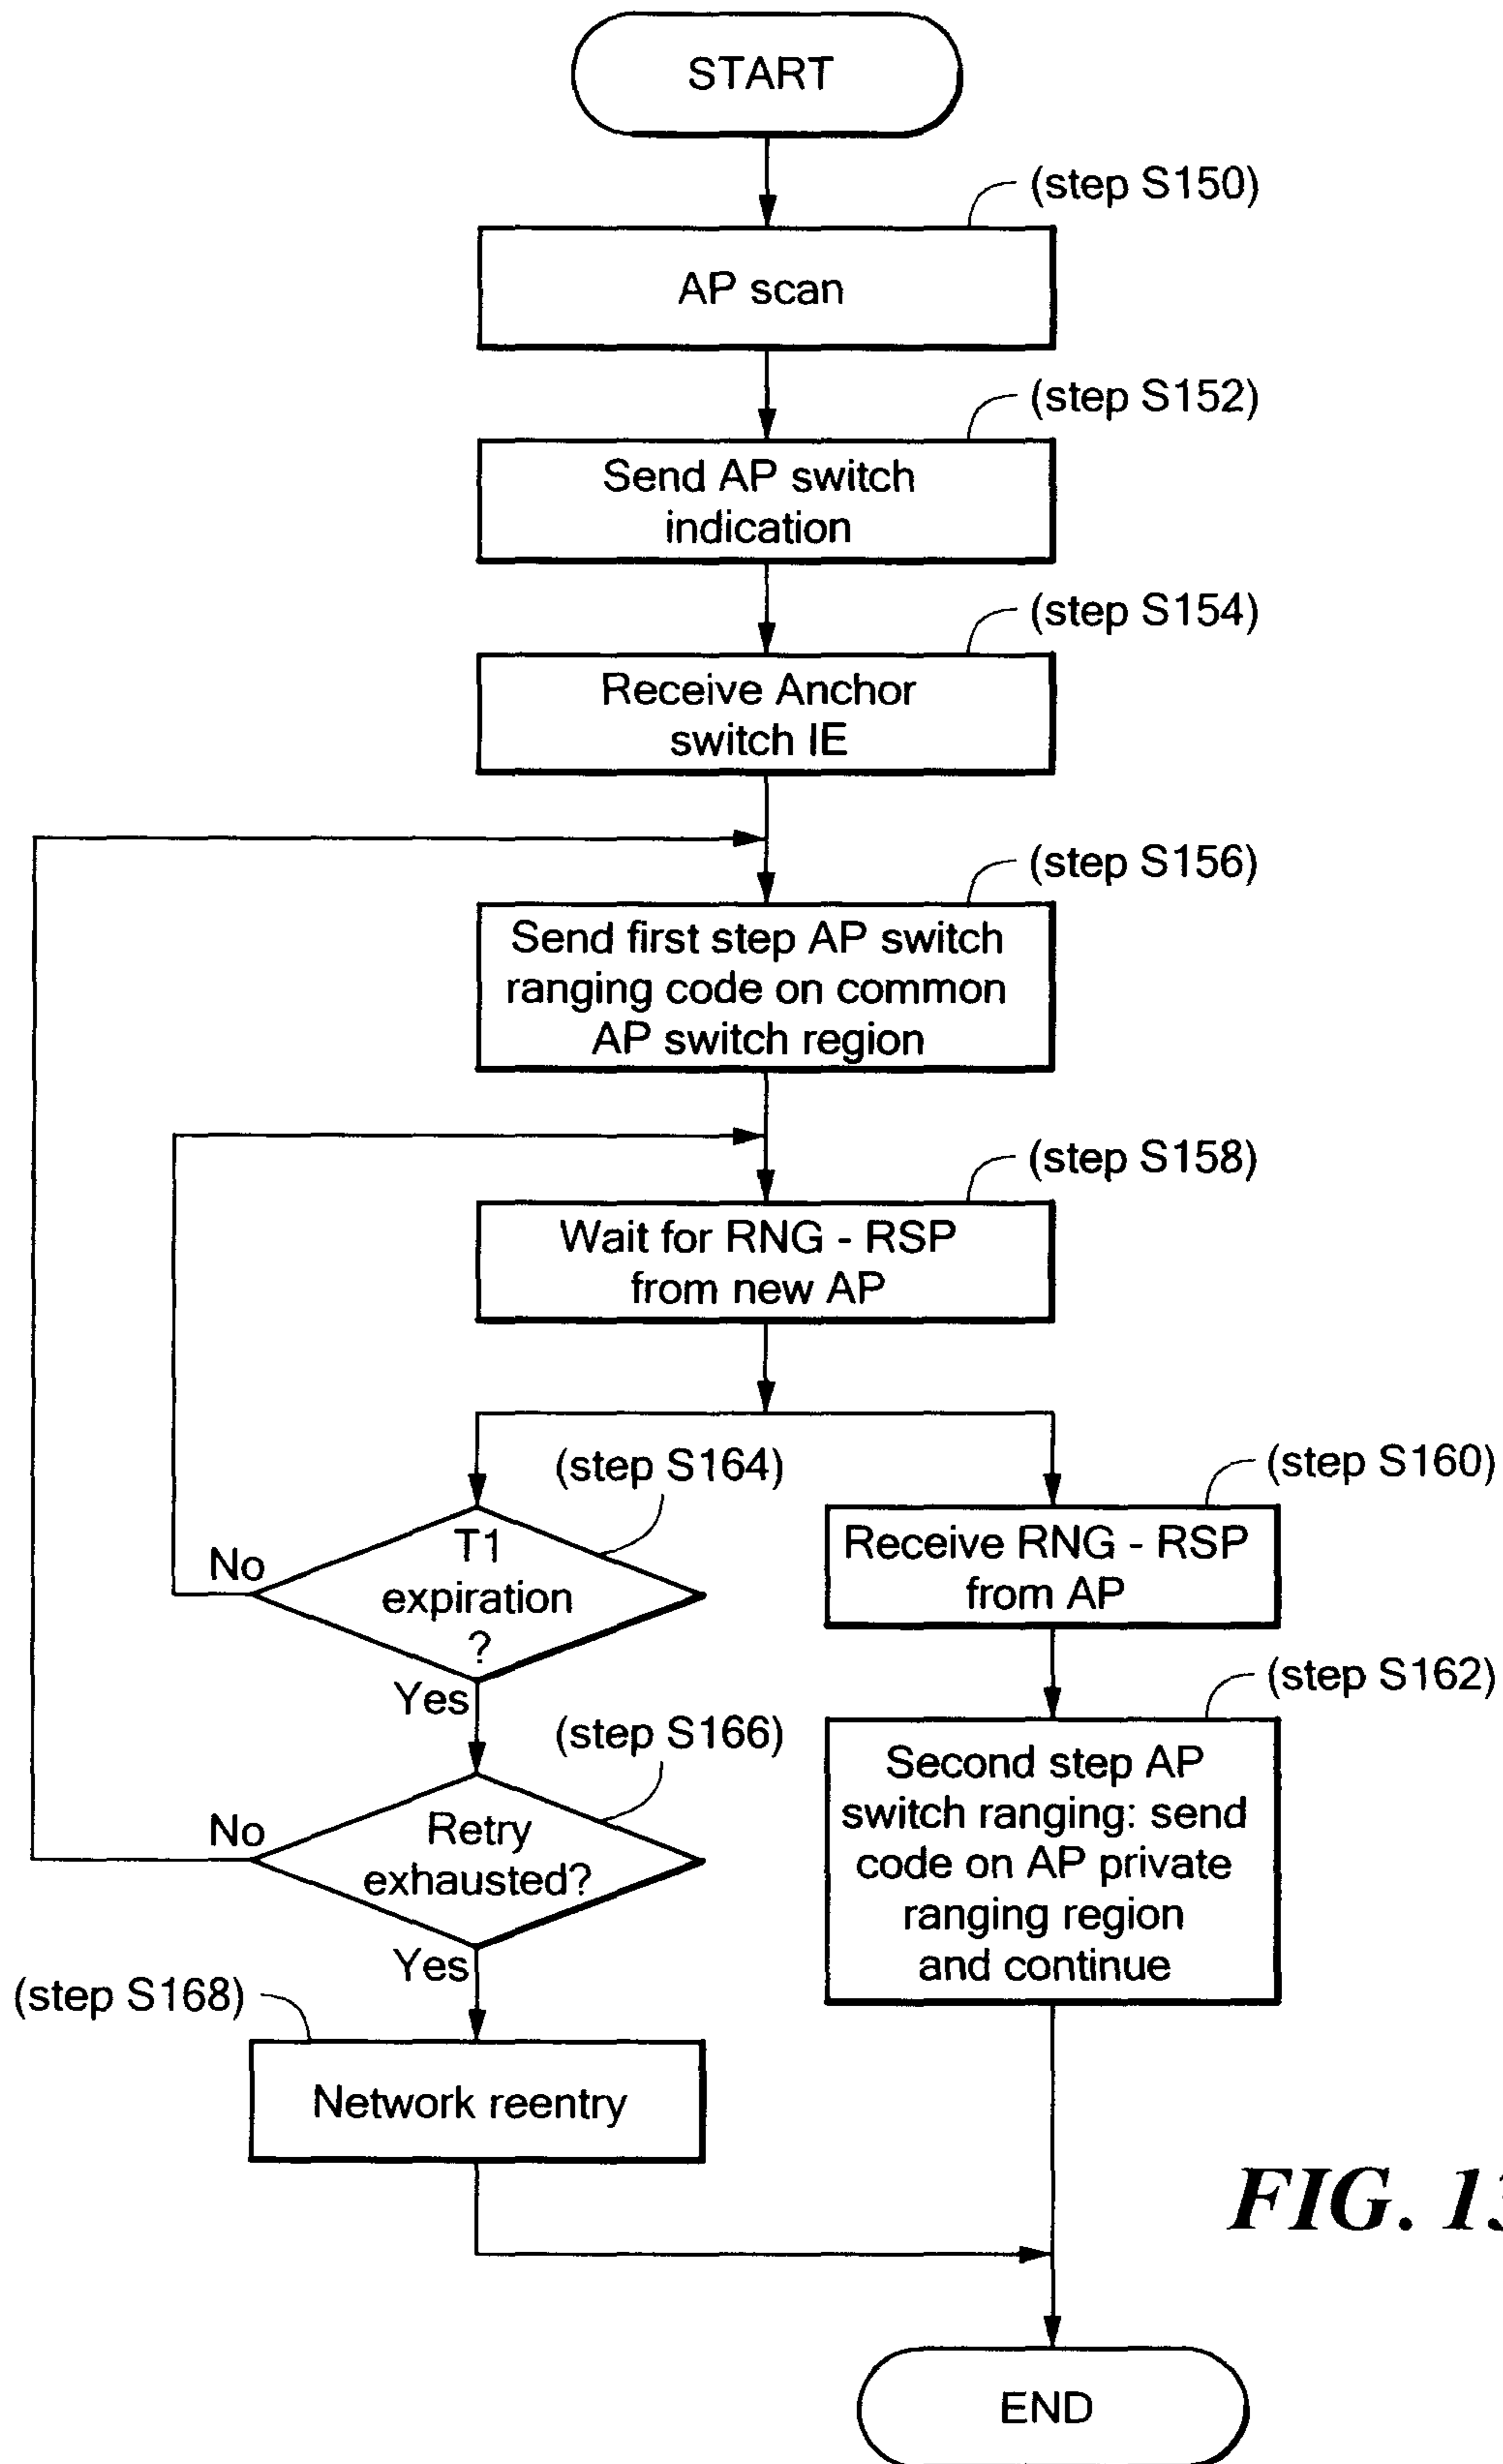 START
(step S150)
AP scan
(step S152)
Send AP switch
indication
(step S154)
Receive Anchor
switch IE
(step S156)
Send first step AP switch
ranging code on common
AP switch region
(step S158)
Wait for RNG - RSP
from new AP
(step S164)
(step S160)
T1
expiration
?
No
Yes
Receive RNG - RSP
from AP
(step S162)
(step S166)
Retry
exhausted?
No
Yes
Second step AP
switch ranging: send
code on AP private
ranging region
and continue
(step S168)
Network reentry
FIG. 13
END